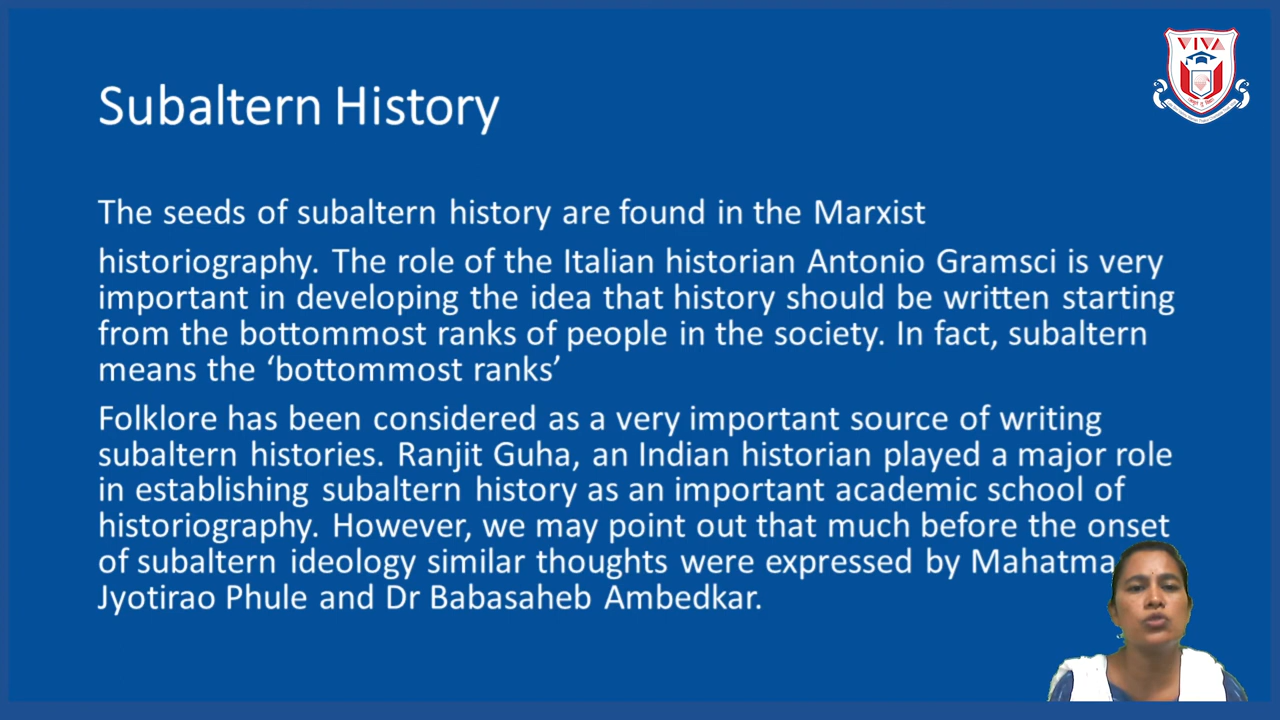 VIVA
Subaltern History
The seeds of subaltern history are found in the Marxist
historiography. The role of the Italian historian Antonio Gramsci is very
important in developing the idea that history should be written starting
from the bottommost ranks of people in the society. In fact, subaltern
means the ‘bottommost ranks’
Folklore has been considered as a very important source of writing
subaltern histories. Ranjit Guha, an Indian historian played a major role
in establishing subaltern history as an important academic school of
historiography. However, we may point out that much before the onset
of subaltern ideology similar thoughts were expressed by Mahatma
Jyotirao Phule and Dr Babasaheb Ambedkar.